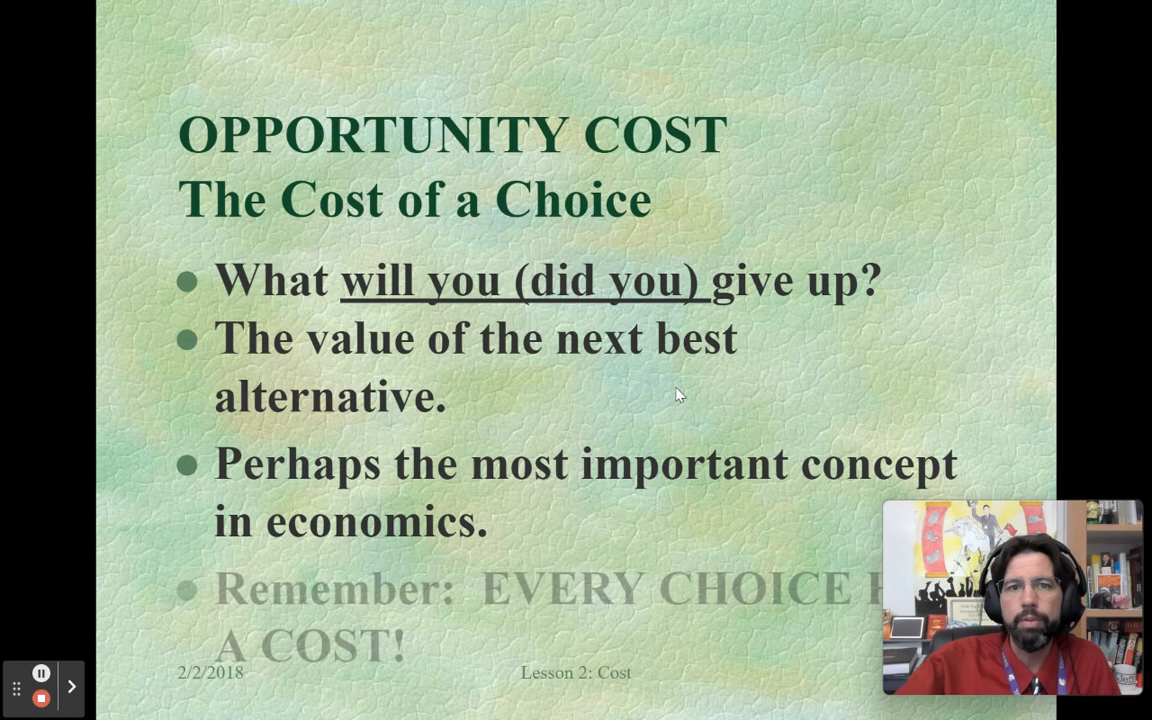 OPPORTUNITY COST
The Cost of a Choice
What will you (did you) give up?
The value of the next best
alternative.
Perhaps the most important concept
in economics.
Remember: EVERY CHOICE
A COST!
2/2/2018
Lesson 2: Cost